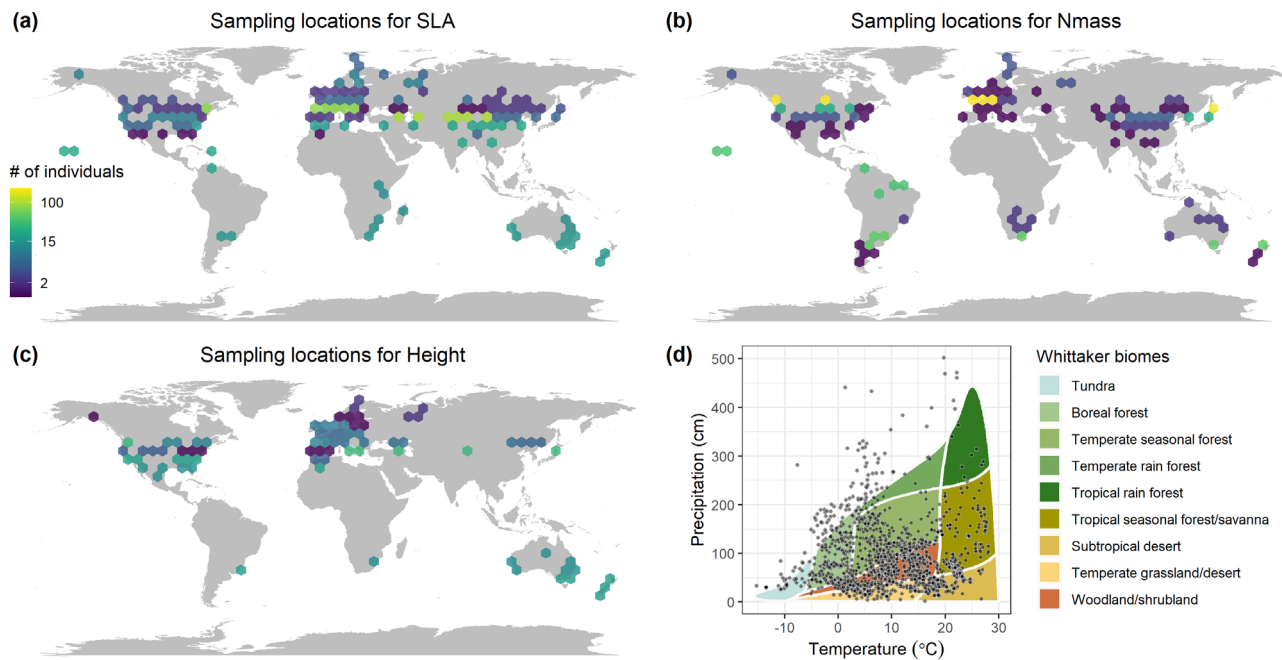 (a) Sampling locations for SLA
(b) Sampling locations for Nmass
# of individuals
100
15
2
(c) Sampling locations for Height
(d)
Precipitation (cm)
500
400
300
200
100
0
-10 0 10 20 30
Temperature (°C)
Whittaker biomes
Tundra
Boreal forest
Temperate seasonal forest
Temperate rain forest
Tropical rain forest
Tropical seasonal forest/savanna
Subtropical desert
Temperate grassland/desert
Woodland/shrubland